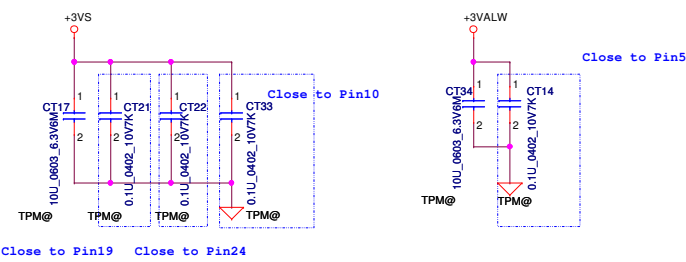 +3VS
+3VALW
Close to Pin5
Close to Pin10
1
CT17
2
10U_0603_6.3V6M
TPM@
1
CT21
2
0.1U_0402_10V7K
TPM@
1
CT22
2
0.1U_0402_10V7K
TPM@
1
CT33
2
0.1U_0402_10V7K
TPM@
1
CT34
2
10U_0603_6.3V6M
TPM@
1
CT14
2
0.1U_0402_10V7K
TPM@
Close to Pin19
Close to Pin24